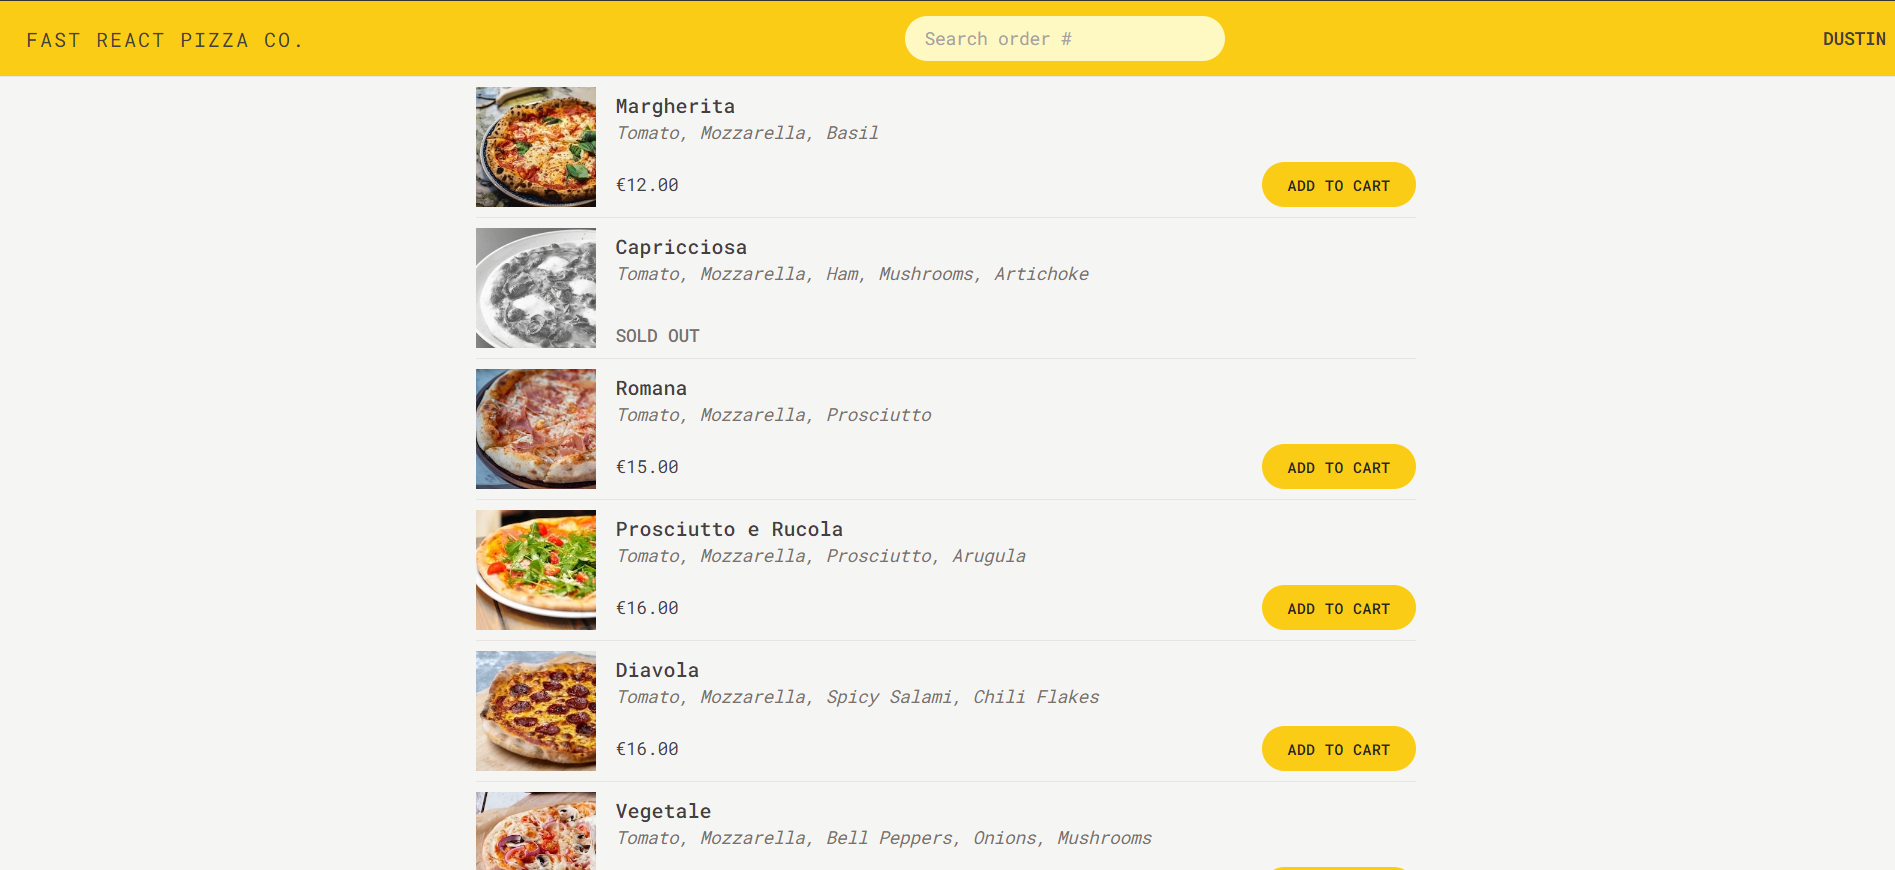 FAST REACT PIZZA CO.
Search order #
DUSTIN
Margherita
Tomato, Mozzarella, Basil
€12.00
ADD TO CART
Capricciosa
Tomato, Mozzarella, Ham, Mushrooms, Artichoke
SOLD OUT
Romana
Tomato, Mozzarella, Prosciutto
€15.00
ADD TO CART
Prosciutto e Rucola
Tomato, Mozzarella, Prosciutto, Arugula
€16.00
ADD TO CART
Diavola
Tomato, Mozzarella, Spicy Salami, Chili Flakes
€16.00
ADD TO CART
Vegetale
Tomato, Mozzarella, Bell Peppers, Onions, Mushrooms